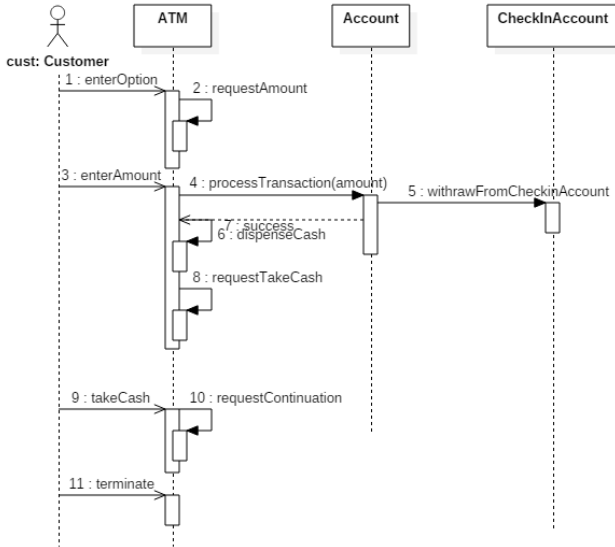 ATM
Account
CheckInAccount
cust: Customer
1 : enterOption
2 : requestAmount
3 : enterAmount
4 : processTransaction(amount)
5 : withrawFromCheckinAccount
7 : success
6 : dispenseCash
8 : requestTakeCash
9 : takeCash
10 : requestContinuation
11 : terminate